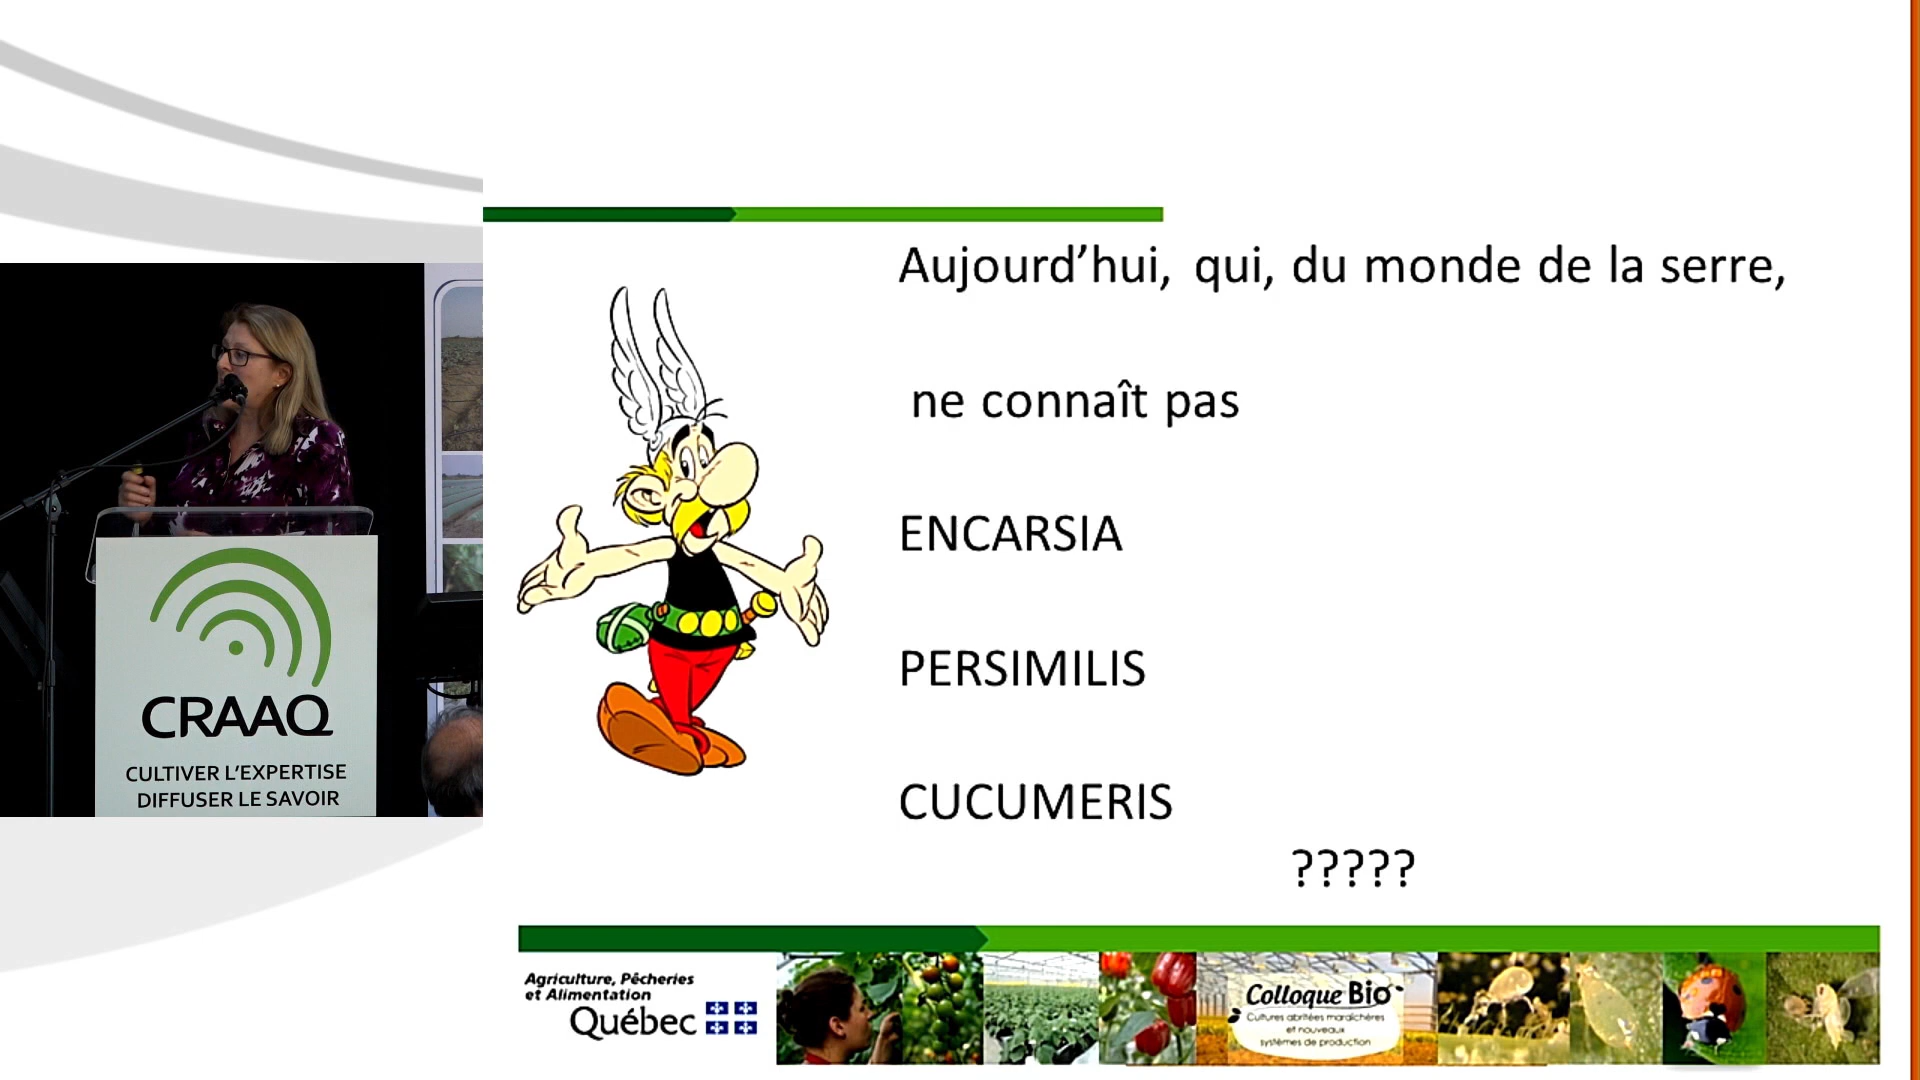 Aujourd'hui, qui, du monde de la serre,
ne connaît pas
ENCARSIA
PERSIMILIS
CUCUMERIS
?????
CRAAQ
CULTIVER L'EXPERTISE
DIFFUSER LE SAVOIR
Agriculture, Pêcheries
et Alimentation
Québec
Colloque Bio
Cultures abritées maraîchères
et nouveaux
systèmes de production